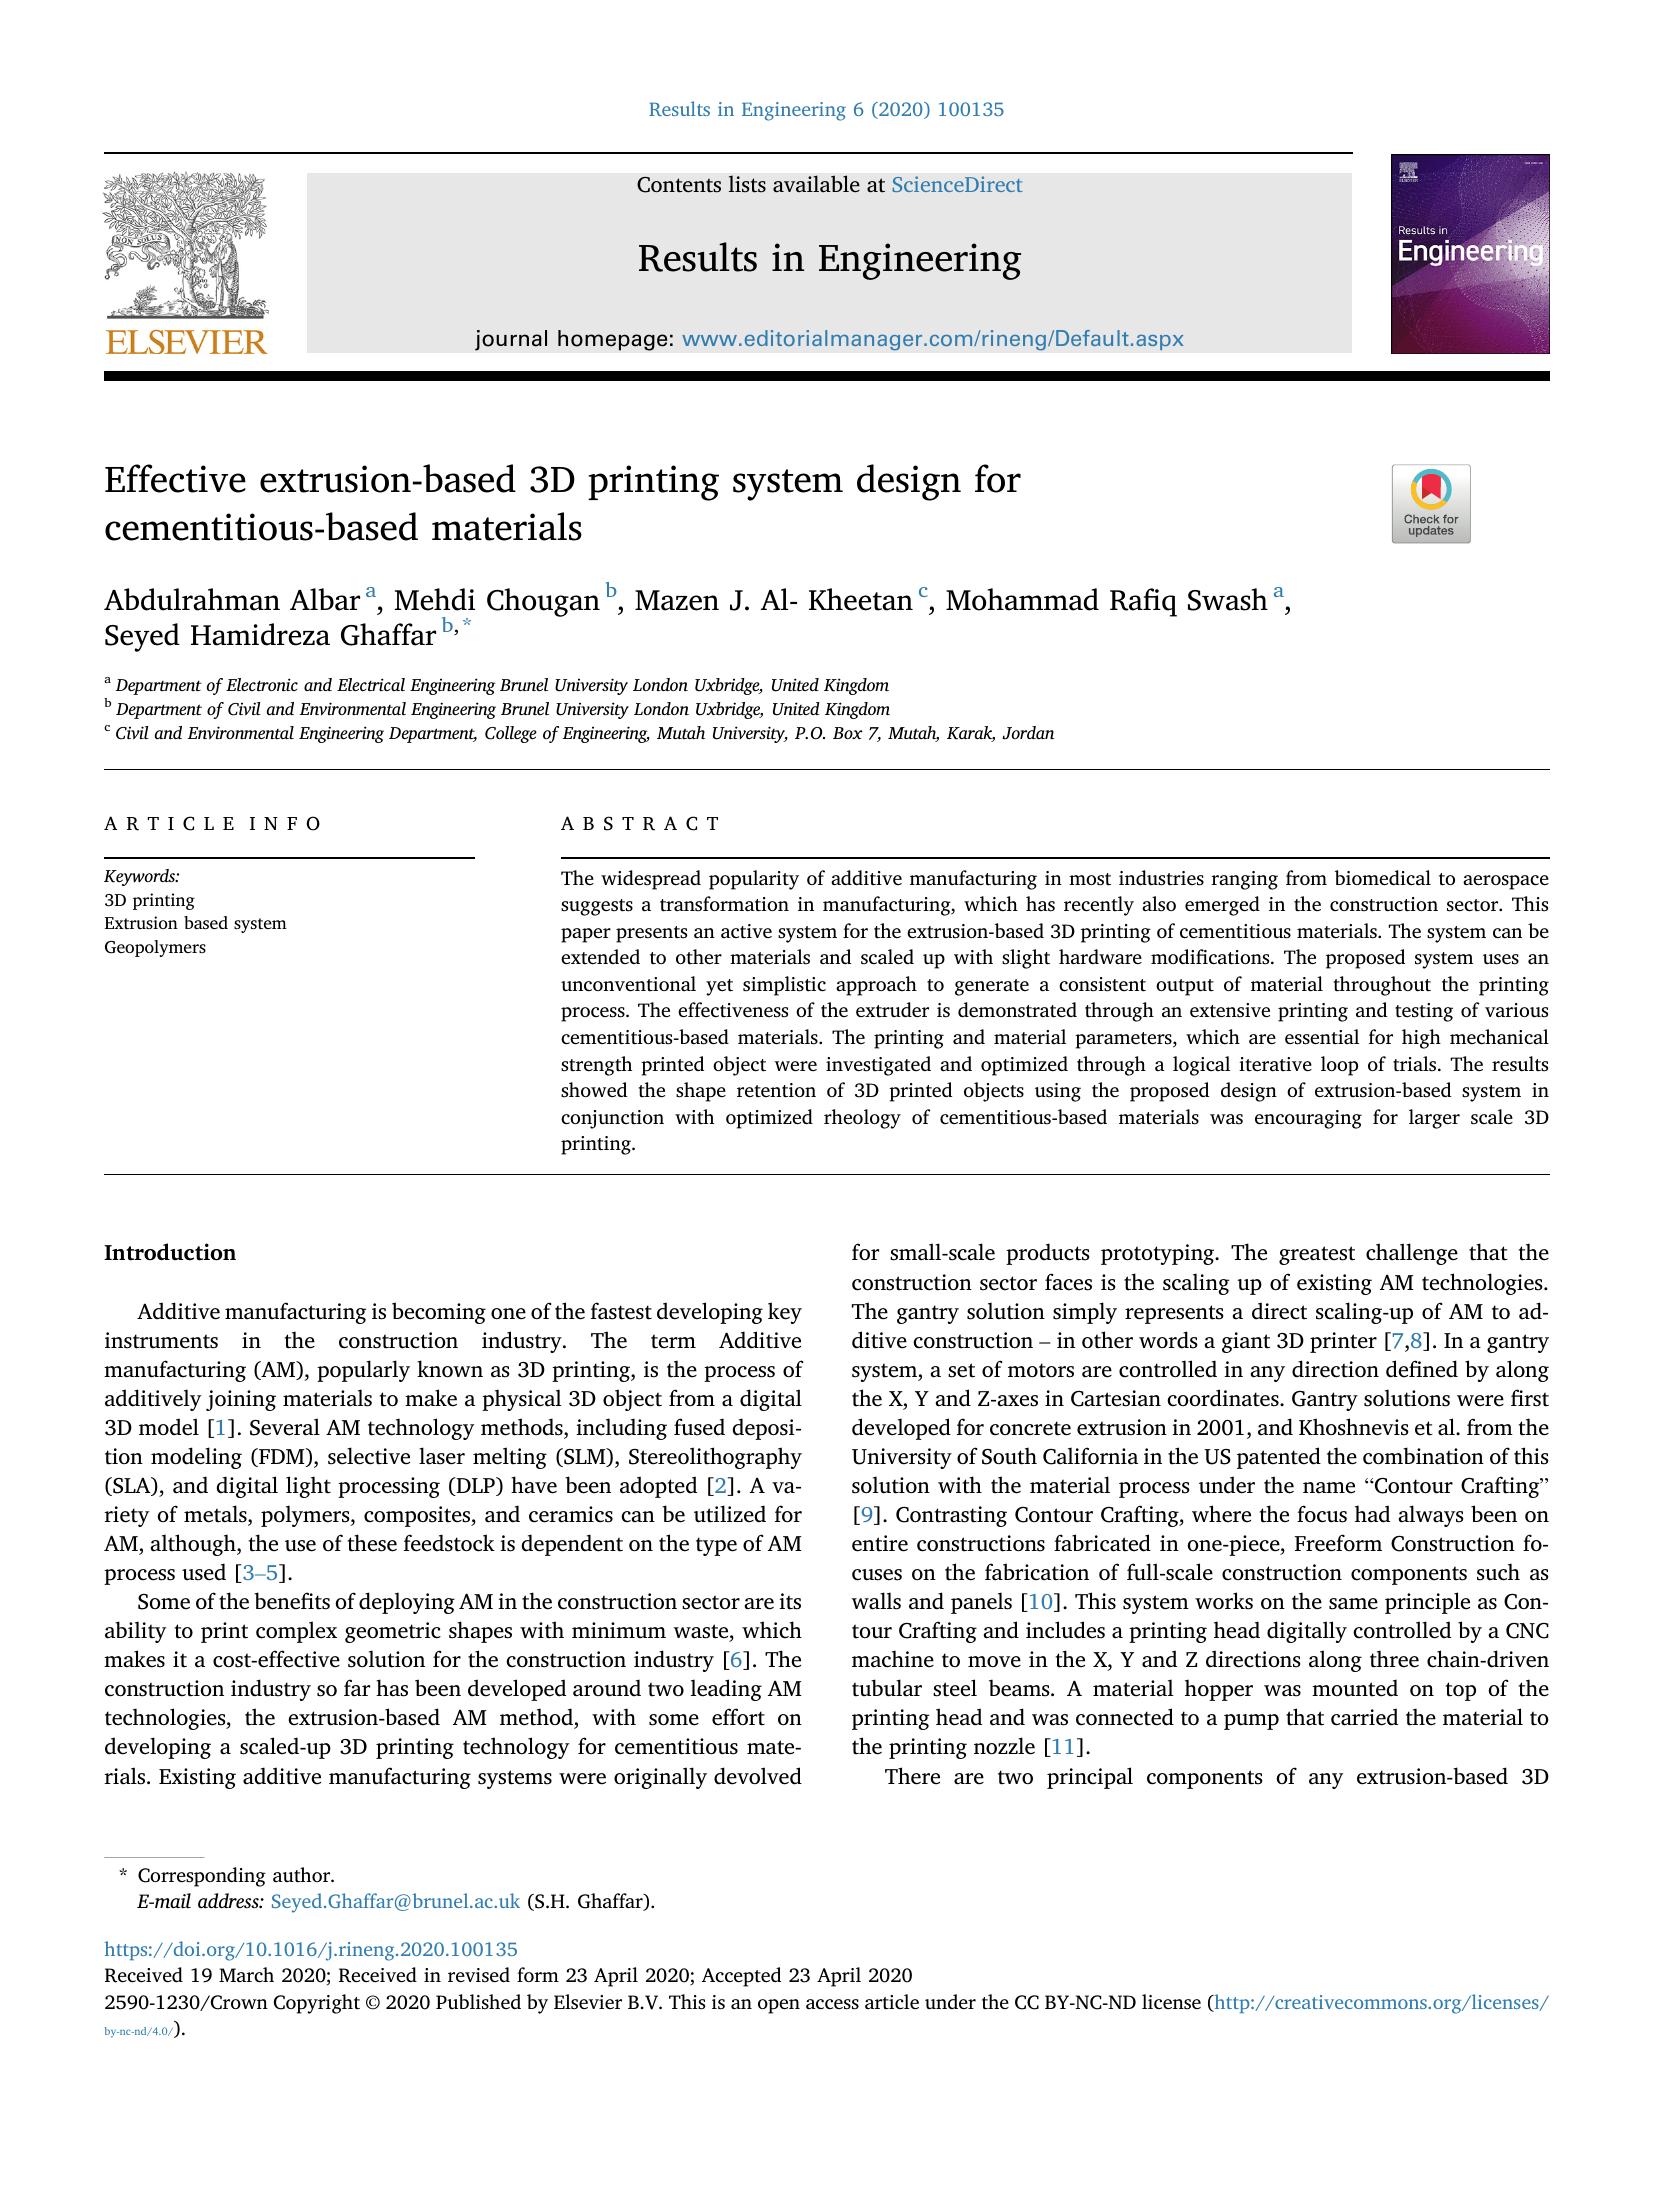 Results in Engineering 6 (2020) 100135
Contents lists available at ScienceDirect
Results in Engineering
journal homepage: www.editorialmanager.com/rineng/Default.aspx
NON SOLUS
ELSEVIER
ELSEVIER
Results in
Engineering
Effective extrusion-based 3D printing system design for
cementitious-based materials
Check for
updates
Abdulrahman Albar a, Mehdi Chougan b, Mazen J. Al- Kheetan c, Mohammad Rafiq Swash a,
Seyed Hamidreza Ghaffar b,*
a Department of Electronic and Electrical Engineering Brunel University London Uxbridge, United Kingdom
b Department of Civil and Environmental Engineering Brunel University London Uxbridge, United Kingdom
c Civil and Environmental Engineering Department, College of Engineering, Mutah University, P.O. Box 7, Mutah, Karak, Jordan
ARTICLE INFO
Keywords:
3D printing
Extrusion based system
Geopolymers
ABSTRACT
The widespread popularity of additive manufacturing in most industries ranging from biomedical to aerospace
suggests a transformation in manufacturing, which has recently also emerged in the construction sector. This
paper presents an active system for the extrusion-based 3D printing of cementitious materials. The system can be
extended to other materials and scaled up with slight hardware modifications. The proposed system uses an
unconventional yet simplistic approach to generate a consistent output of material throughout the printing
process. The effectiveness of the extruder is demonstrated through an extensive printing and testing of various
cementitious-based materials. The printing and material parameters, which are essential for high mechanical
strength printed object were investigated and optimized through a logical iterative loop of trials. The results
showed the shape retention of 3D printed objects using the proposed design of extrusion-based system in
conjunction with optimized rheology of cementitious-based materials was encouraging for larger scale 3D
printing.
Introduction
Additive manufacturing is becoming one of the fastest developing key
instruments in the construction industry. The term Additive
manufacturing (AM), popularly known as 3D printing, is the process of
additively joining materials to make a physical 3D object from a digital
3D model [1]. Several AM technology methods, including fused deposi-
tion modeling (FDM), selective laser melting (SLM), Stereolithography
(SLA), and digital light processing (DLP) have been adopted [2]. A va-
riety of metals, polymers, composites, and ceramics can be utilized for
AM, although, the use of these feedstock is dependent on the type of AM
process used [3–5].
Some of the benefits of deploying AM in the construction sector are its
ability to print complex geometric shapes with minimum waste, which
makes it a cost-effective solution for the construction industry [6]. The
construction industry so far has been developed around two leading AM
technologies, the extrusion-based AM method, with some effort on
developing a scaled-up 3D printing technology for cementitious mate-
rials. Existing additive manufacturing systems were originally devolved
for small-scale products prototyping. The greatest challenge that the
construction sector faces is the scaling up of existing AM technologies.
The gantry solution simply represents a direct scaling-up of AM to ad-
ditive construction – in other words a giant 3D printer [7,8]. In a gantry
system, a set of motors are controlled in any direction defined by along
the X, Y and Z-axes in Cartesian coordinates. Gantry solutions were first
developed for concrete extrusion in 2001, and Khoshnevis et al. from the
University of South California in the US patented the combination of this
solution with the material process under the name “Contour Crafting”
[9]. Contrasting Contour Crafting, where the focus had always been on
entire constructions fabricated in one-piece, Freeform Construction fo-
cuses on the fabrication of full-scale construction components such as
walls and panels [10]. This system works on the same principle as Con-
tour Crafting and includes a printing head digitally controlled by a CNC
machine to move in the X, Y and Z directions along three chain-driven
tubular steel beams. A material hopper was mounted on top of the
printing head and was connected to a pump that carried the material to
the printing nozzle [11].
There are two principal components of any extrusion-based 3D
* Corresponding author.
E-mail address: Seyed.Ghaffar@brunel.ac.uk (S.H. Ghaffar).
https://doi.org/10.1016/j.rineng.2020.100135
Received 19 March 2020; Received in revised form 23 April 2020; Accepted 23 April 2020
2590-1230/Crown Copyright © 2020 Published by Elsevier B.V. This is an open access article under the CC BY-NC-ND license (http://creativecommons.org/licenses/
by-nc-nd/4.0/).